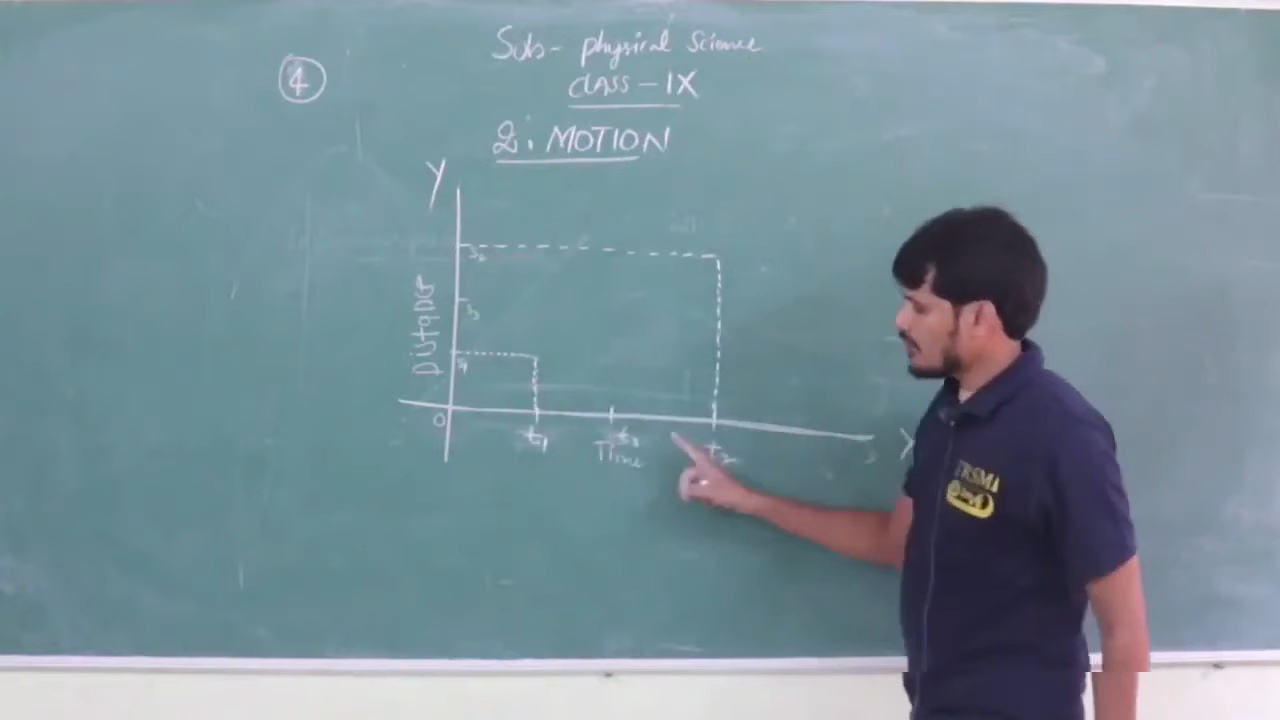 4
Sub- physical Science
CLASS-IX
2: MOTION
Y
Distance
0
t1
t2
Time
X